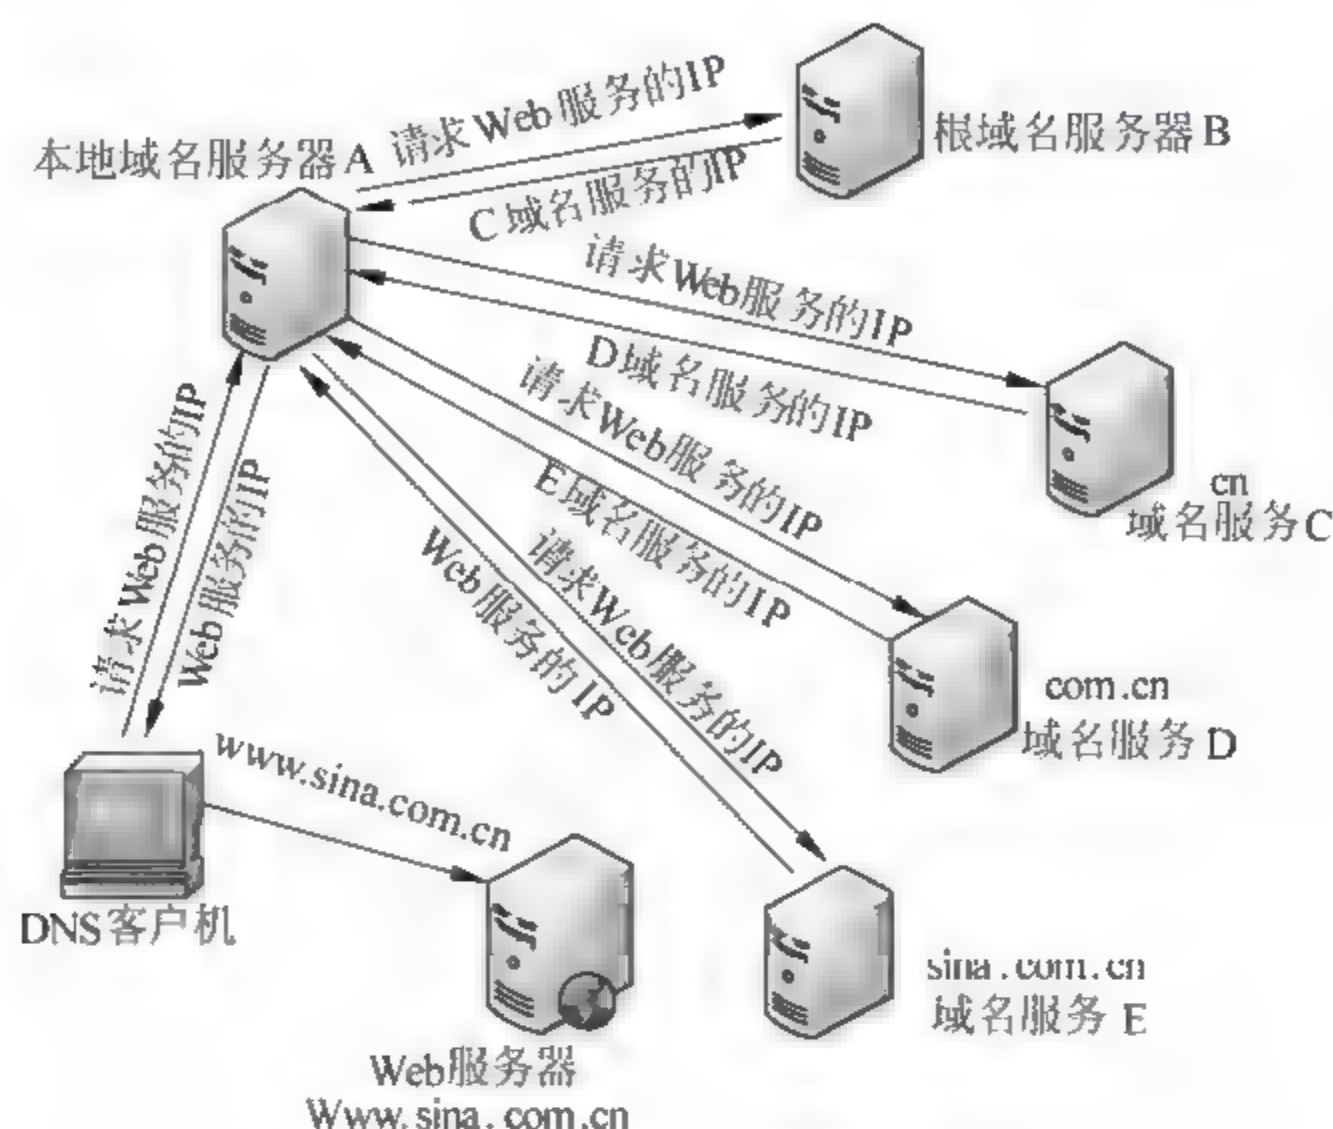 本地域名服务器A
请求Web服务的IP
根域名服务器B
C域名服务的IP
请求Web服务的IP
D域名服务的IP
cn
域名服务C
请求Web服务的IP
E域名服务的IP
com.cn
域名服务D
请求Web服务的IP
Web服务的IP
请求Web服务的IP
Web服务的IP
www.sina.com.cn
DNS客户机
sina.com.cn
域名服务E
Web服务器
Www.sina.com.cn